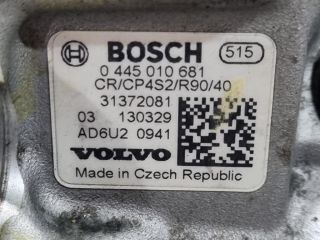 BOSCH 515
0 445 010 681
CR/CP4S2/R90/40
31372081
03 130329
AD6U2 0941
VOLVO
Made in Czech Republic